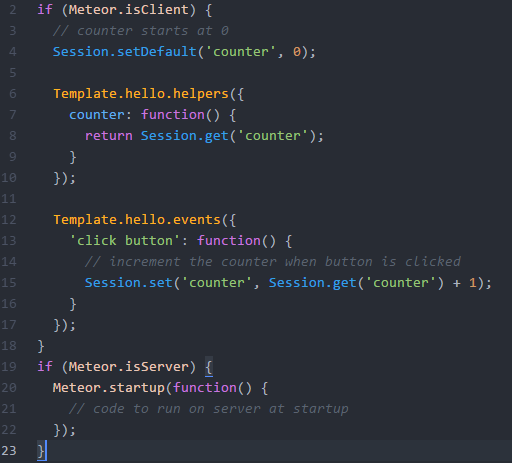 2 if (Meteor.isClient) {
3   // counter starts at 0
4   Session.setDefault('counter', 0);
5
6   Template.hello.helpers({
7     counter: function() {
8       return Session.get('counter');
9     }
10   });
11
12   Template.hello.events({
13     'click button': function() {
14       // increment the counter when button is clicked
15       Session.set('counter', Session.get('counter') + 1);
16     }
17   });
18 }
19 if (Meteor.isServer) {
20   Meteor.startup(function() {
21     // code to run on server at startup
22   });
23 }